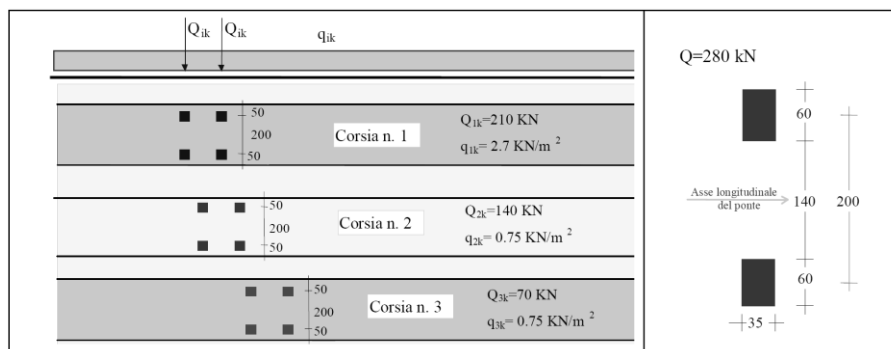 Qik
Qik
qik
50
200
50
Corsia n. 1
Q1k=210 KN
q1k= 2.7 KN/m 2
50
200
50
Corsia n. 2
Q2k=140 KN
q2k= 0.75 KN/m 2
50
200
50
Corsia n. 3
Q3k=70 KN
q3k= 0.75 KN/m 2
Q=280 kN
60
Asse longitudinale
del ponte
140
200
60
35